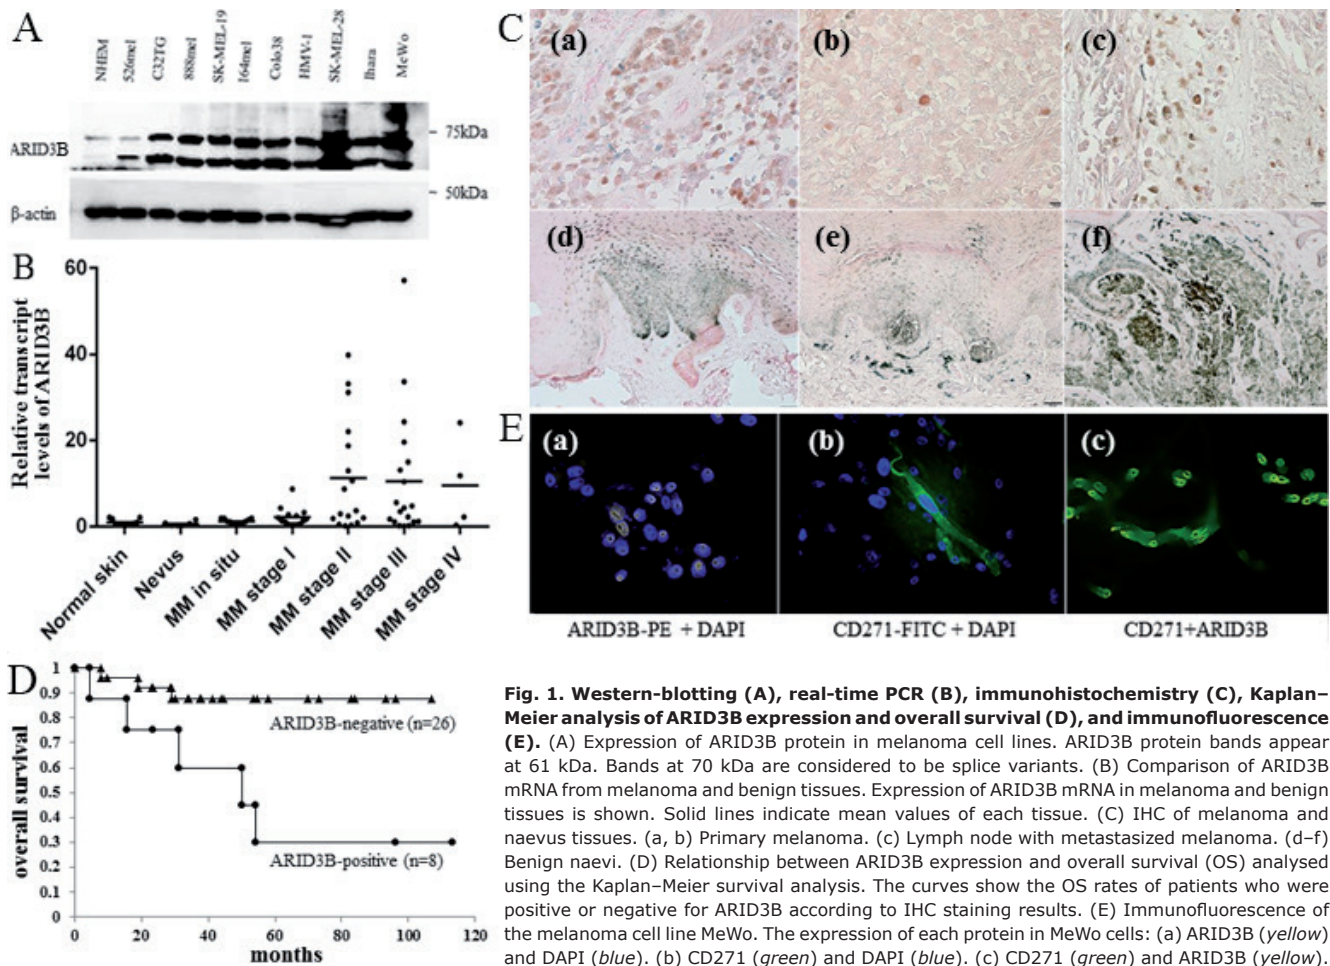 A
NHEM
526mel
C32TG
888mel
SK-MEL-19
164mel
Colo38
HMV-1
SK-MEL-28
Ihara
MeWo
ARID3B
75kDa
50kDa
β-actin
B
Relative transcript
levels of ARID3B
60
40
20
0
Normal skin
Nevus
MM in situ
MM stage I
MM stage II
MM stage III
MM stage IV
C
(a)
(b)
(c)
(d)
(e)
(f)
E
(a)
(b)
(c)
ARID3B-PE + DAPI
CD271-FITC + DAPI
CD271+ARID3B
D
overall survival
1
0.9
0.8
0.7
0.6
0.5
0.4
0.3
0.2
0.1
0
ARID3B-negative (n=26)
ARID3B-positive (n=8)
0
20
40
60
80
100
120
months
Fig. 1. Western-blotting (A), real-time PCR (B), immunohistochemistry (C), Kaplan–
Meier analysis of ARID3B expression and overall survival (D), and immunofluorescence
(E). (A) Expression of ARID3B protein in melanoma cell lines. ARID3B protein bands appear
at 61 kDa. Bands at 70 kDa are considered to be splice variants. (B) Comparison of ARID3B
mRNA from melanoma and benign tissues. Expression of ARID3B mRNA in melanoma and benign
tissues is shown. Solid lines indicate mean values of each tissue. (C) IHC of melanoma and
naevus tissues. (a, b) Primary melanoma. (c) Lymph node with metastasized melanoma. (d–f)
Benign naevi. (D) Relationship between ARID3B expression and overall survival (OS) analysed
using the Kaplan–Meier survival analysis. The curves show the OS rates of patients who were
positive or negative for ARID3B according to IHC staining results. (E) Immunofluorescence of
the melanoma cell line MeWo. The expression of each protein in MeWo cells: (a) ARID3B (yellow)
and DAPI (blue). (b) CD271 (green) and DAPI (blue). (c) CD271 (green) and ARID3B (yellow).